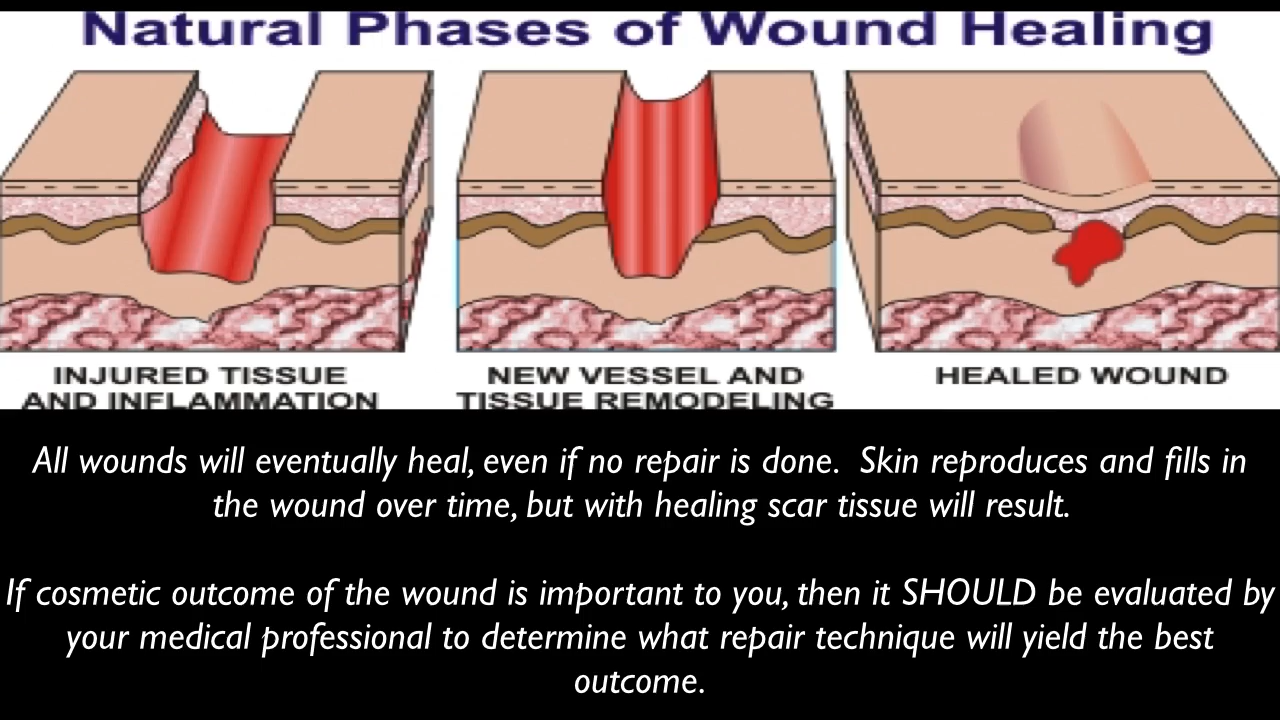 Natural Phases of Wound Healing
INJURED TISSUE
AND INFLAMMATION
NEW VESSEL AND
TISSUE REMODELING
HEALED WOUND
All wounds will eventually heal, even if no repair is done.  Skin reproduces and fills in
the wound over time, but with healing scar tissue will result.
If cosmetic outcome of the wound is important to you, then it SHOULD be evaluated by
your medical professional to determine what repair technique will yield the best
outcome.